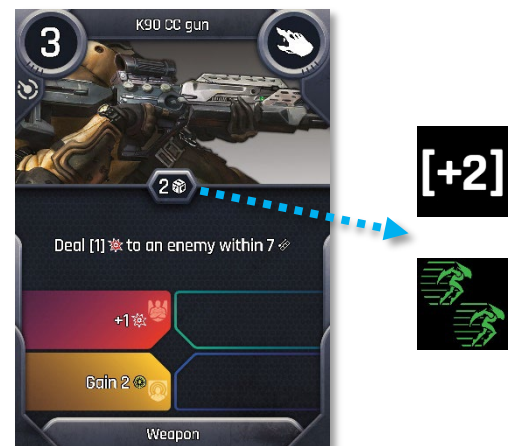 K90 CC gun
3
2
[+2]
Deal [1] to an enemy within 7
+1
Gain 2
Weapon